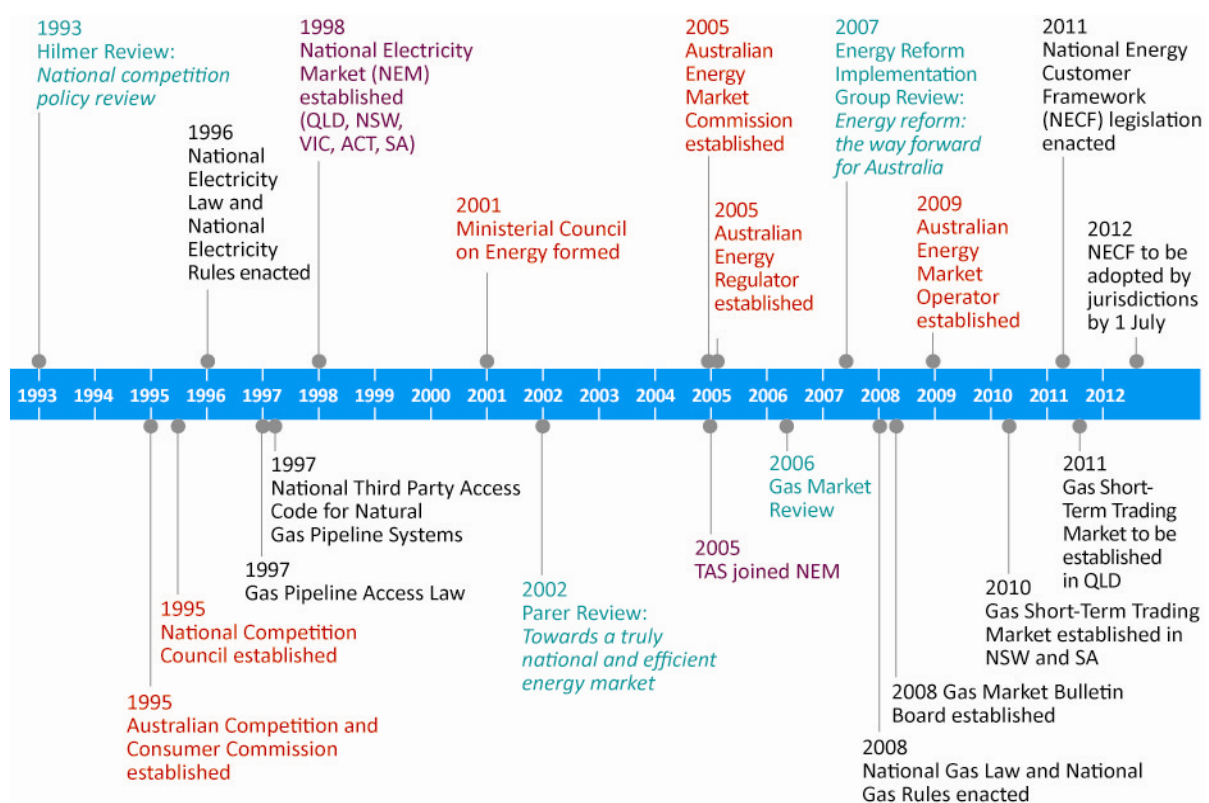 1993
Hilmer Review:
National competition
policy review
1996
National
Electricity
Law and
National
Electricity
Rules enacted
1998
National Electricity
Market (NEM)
established
(QLD, NSW,
VIC, ACT, SA)
2001
Ministerial Council
on Energy formed
2005
Australian
Energy
Market
Commission
established
2005
Australian
Energy
Regulator
established
2007
Energy Reform
Implementation
Group Review:
Energy reform:
the way forward
for Australia
2009
Australian
Energy
Market
Operator
established
2011
National Energy
Customer
Framework
(NECF) legislation
enacted
2012
NECF to be
adopted by
jurisdictions
by 1 July
1993 1994 1995 1996 1997 1998 1999 2000 2001 2002 2003 2004 2005 2006 2007 2008 2009 2010 2011 2012
1995
Australian Competition and
Consumer Commission
established
1995
National Competition
Council established
1997
Gas Pipeline Access Law
1997
National Third Party Access
Code for Natural
Gas Pipeline Systems
2002
Parer Review:
Towards a truly
national and efficient
energy market
2005
TAS joined NEM
2006
Gas Market
Review
2008
National Gas Law and National
Gas Rules enacted
2008 Gas Market Bulletin
Board established
2010
Gas Short-Term Trading
Market established in
NSW and SA
2011
Gas Short-
Term Trading
Market to be
established
in QLD